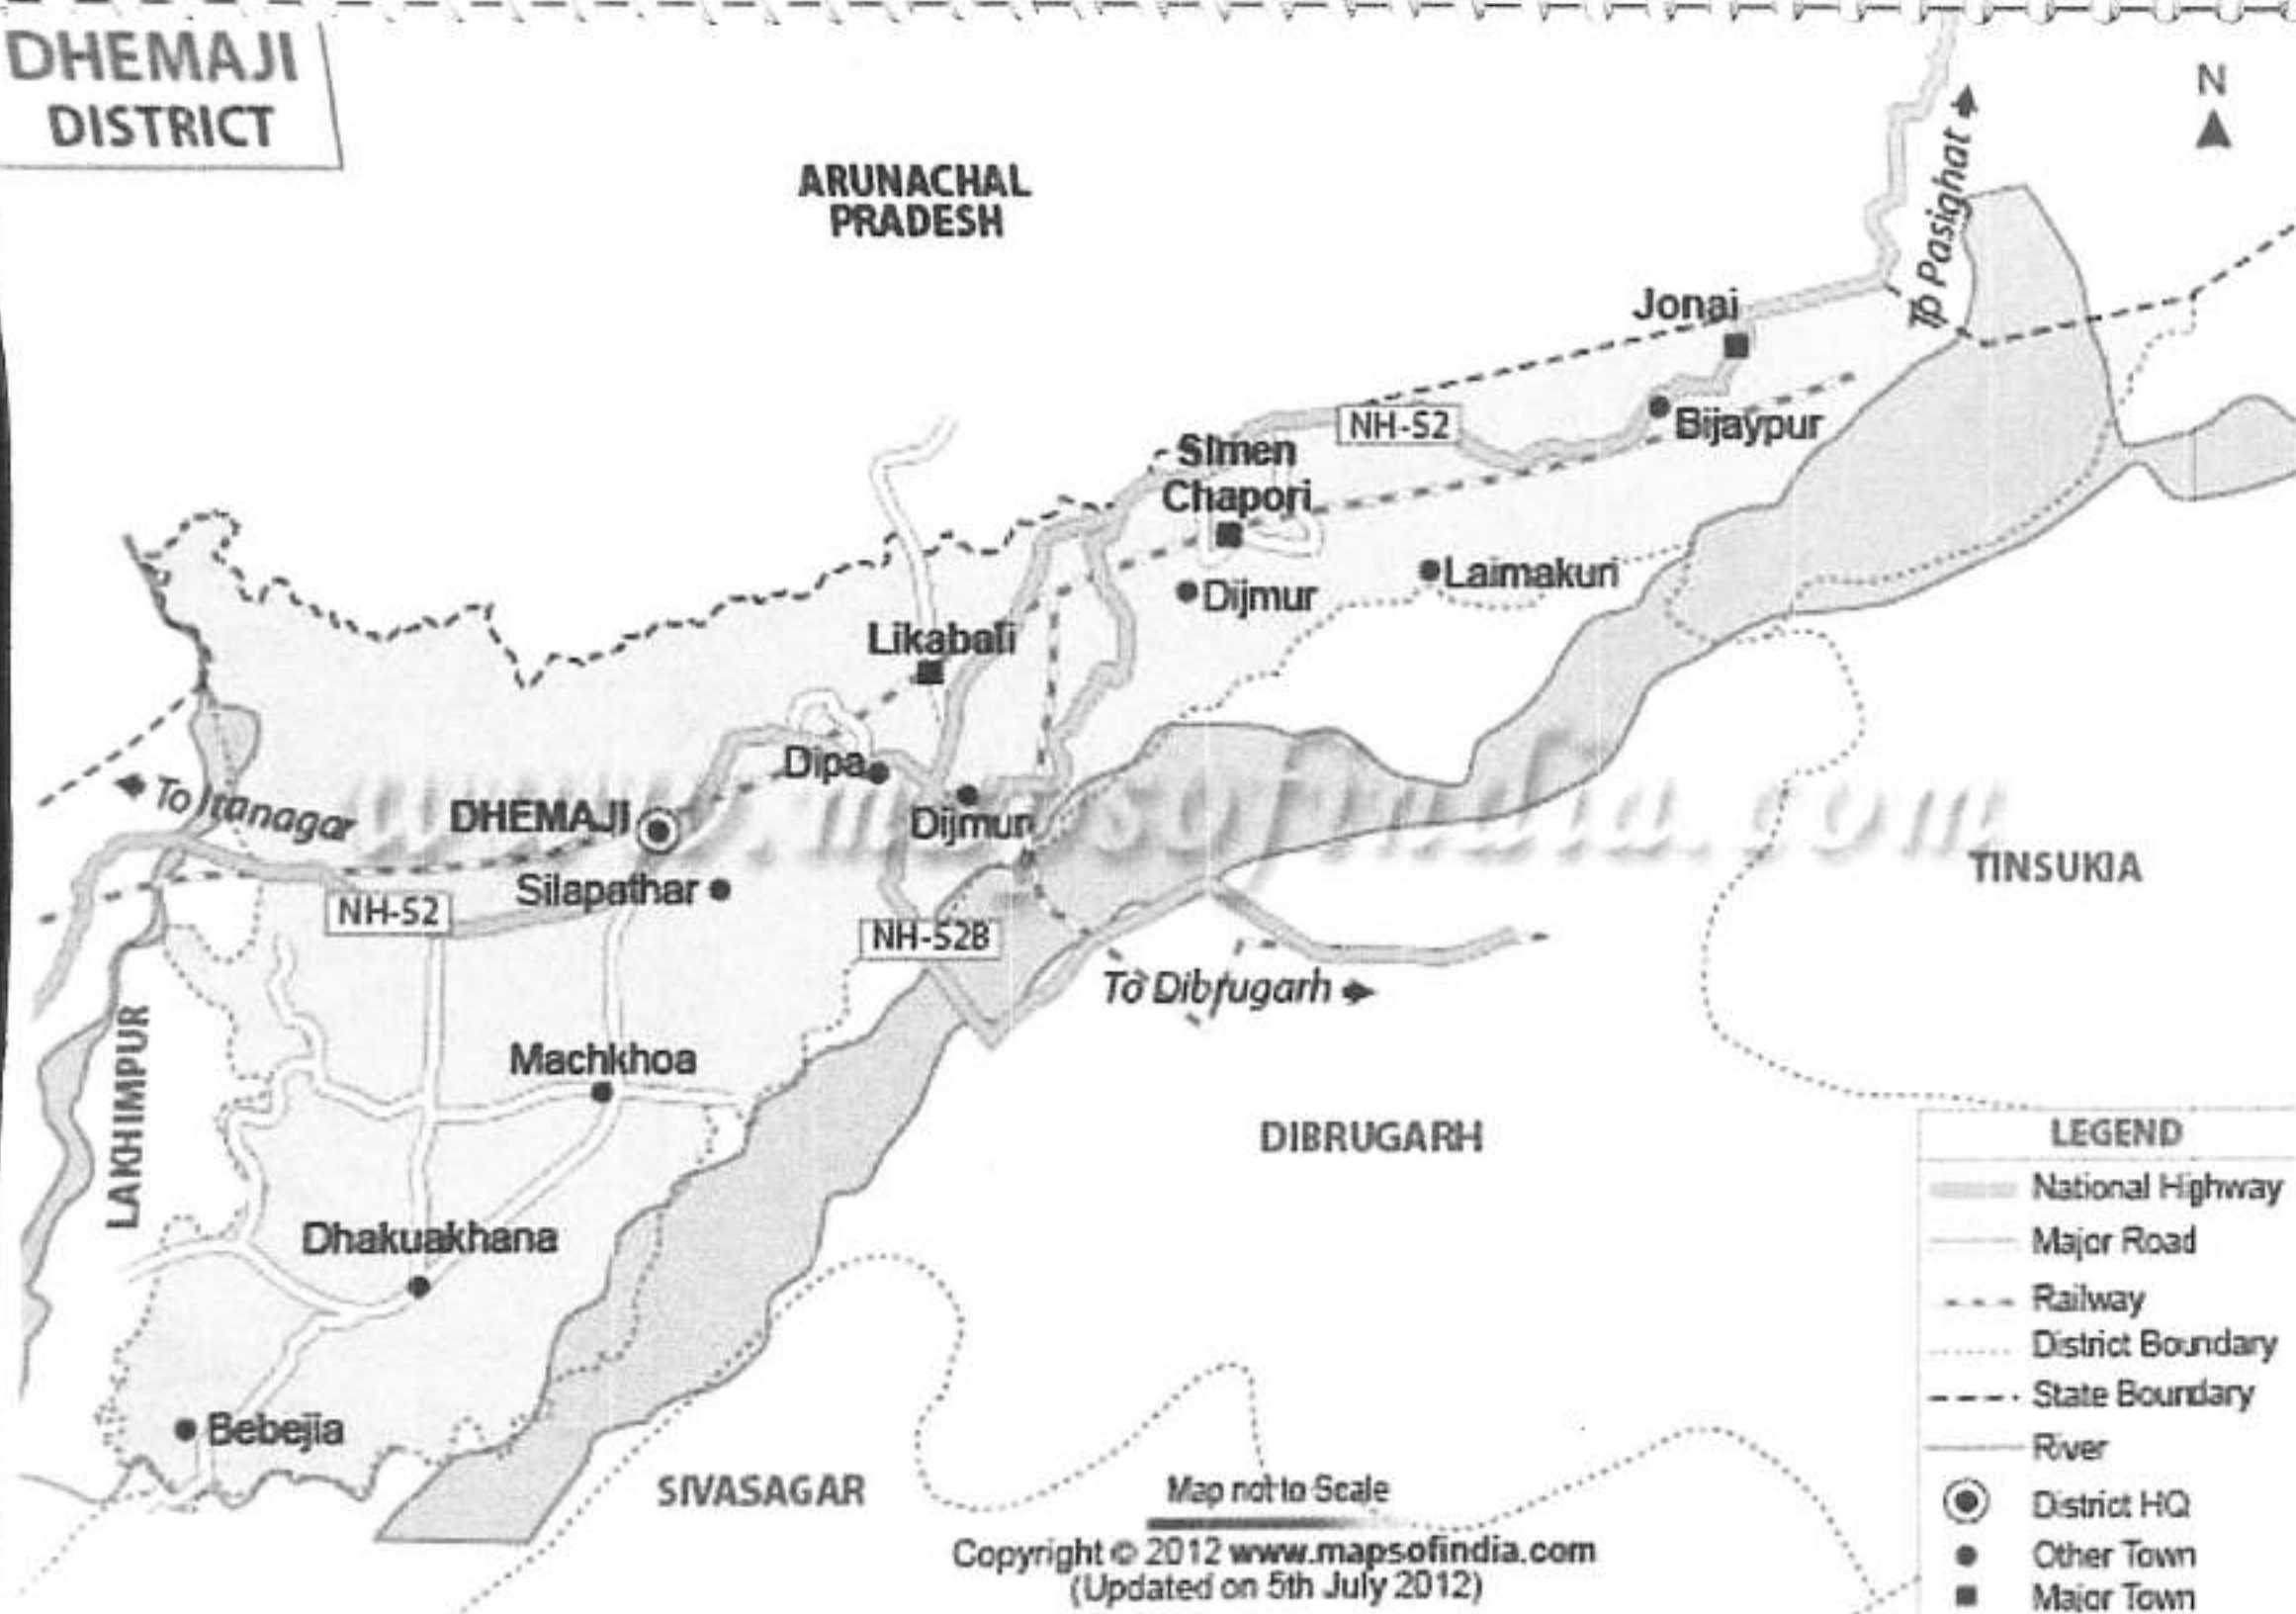 DHEMAJI
DISTRICT
N
ARUNACHAL
PRADESH
To Pasighat
Jonai
NH-52
Bijaypur
Simen
Chapori
Laimakuri
Dijmur
Likabali
Dipa
To Itanagar
DHEMAJI
Dijmur
www.mapsofindia.com
TINSUKIA
Silapathar
NH-52
NH-52B
To Dibrugarh
LAKHIMPUR
Machkhoa
DIBRUGARH
Dhakuakhana
Bebejia
SIVASAGAR
LEGEND
National Highway
Major Road
Railway
District Boundary
State Boundary
River
District HQ
Other Town
Major Town
Map not to Scale
Copyright © 2012 www.mapsofindia.com
(Updated on 5th July 2012)